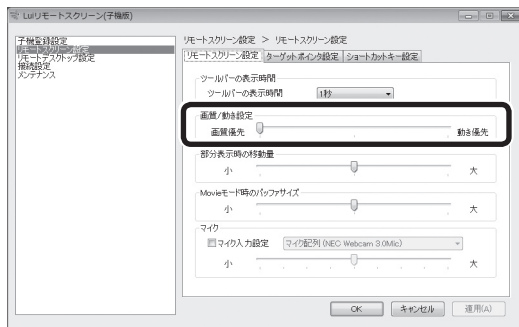 Luiリモートスクリーン(子機版)
子機登録設定
リモートスクリーン設定
リモートデスクトップ設定
接続設定
メンテナンス
リモートスクリーン設定 > リモートスクリーン設定
リモートスクリーン設定 ターゲットポインタ設定 ショートカットキー設定
ツールバーの表示時間
ツールバーの表示時間 1秒
画質/動き設定
画質優先 動き優先
部分表示時の移動量
小 大
Movieモード時のバッファサイズ
小 大
マイク
マイク入力設定 マイク配列 (NEC Webcam 3.0Mic)
小 大
OK キャンセル 適用(A)